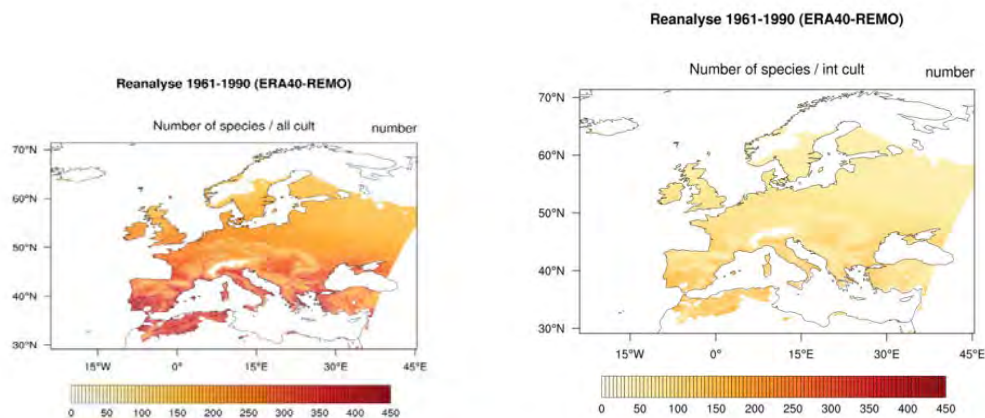 Reanalyse 1961-1990 (ERA40-REMO)
Number of species / all cult number
70°N
60°N
50°N
40°N
30°N
15°W 0° 15°E 30°E 45°E
0 50 100 150 200 250 300 350 400 450
Reanalyse 1961-1990 (ERA40-REMO)
Number of species / int cult number
70°N
60°N
50°N
40°N
30°N
15°W 0° 15°E 30°E 45°E
0 50 100 150 200 250 300 350 400 450